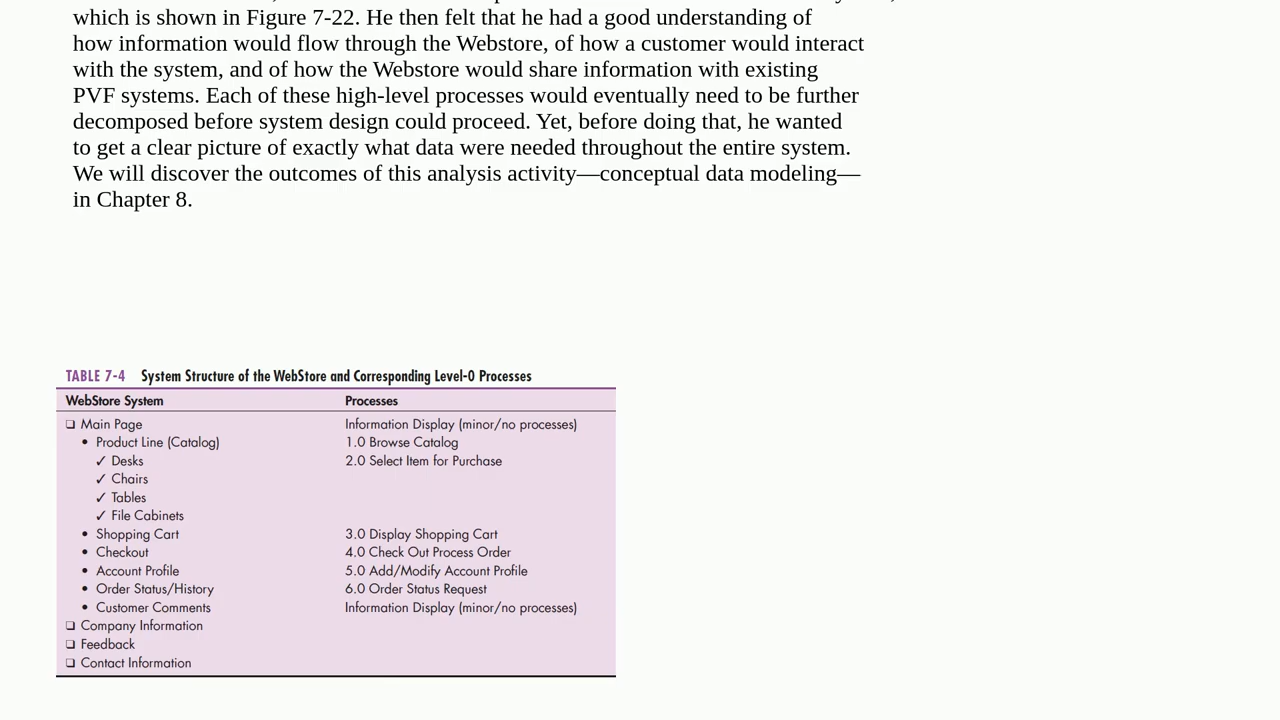 which is shown in Figure 7-22. He then felt that he had a good understanding of
how information would flow through the Webstore, of how a customer would interact
with the system, and of how the Webstore would share information with existing
PVF systems. Each of these high-level processes would eventually need to be further
decomposed before system design could proceed. Yet, before doing that, he wanted
to get a clear picture of exactly what data were needed throughout the entire system.
We will discover the outcomes of this analysis activity—conceptual data modeling—
in Chapter 8.
TABLE 7-4 System Structure of the WebStore and Corresponding Level-0 Processes
WebStore System Processes
❑ Main Page Information Display (minor/no processes)
• Product Line (Catalog) 1.0 Browse Catalog
✓ Desks 2.0 Select Item for Purchase
✓ Chairs
✓ Tables
✓ File Cabinets
• Shopping Cart 3.0 Display Shopping Cart
• Checkout 4.0 Check Out Process Order
• Account Profile 5.0 Add/Modify Account Profile
• Order Status/History 6.0 Order Status Request
• Customer Comments Information Display (minor/no processes)
❑ Company Information
❑ Feedback
❑ Contact Information